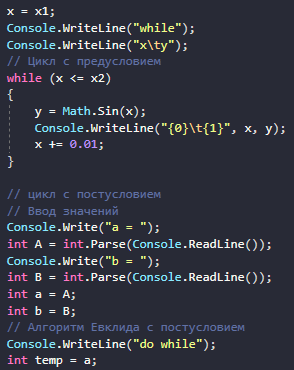 x = x1;
Console.WriteLine("while");
Console.WriteLine("x\ty");
// Цикл с предусловием
while (x <= x2)
{
y = Math.Sin(x);
Console.WriteLine("{0}\t{1}", x, y);
x += 0.01;
}
// цикл с постусловием
// Ввод значений
Console.Write("a = ");
int A = int.Parse(Console.ReadLine());
Console.Write("b = ");
int B = int.Parse(Console.ReadLine());
int a = A;
int b = B;
// Алгоритм Евклида с постусловием
Console.WriteLine("do while");
int temp = a;